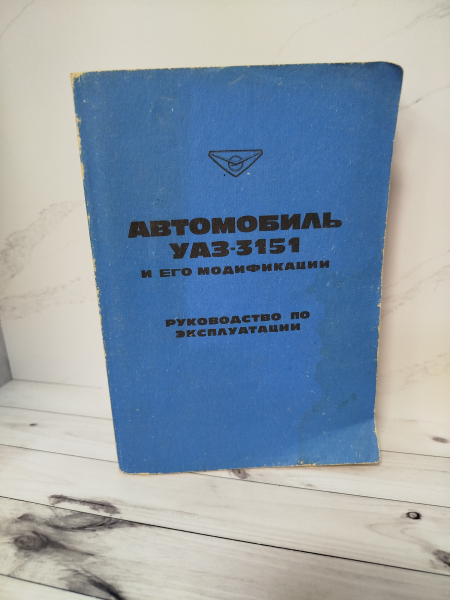 АВТОМОБИЛЬ
УАЗ-3151
И ЕГО МОДИФИКАЦИИ
РУКОВОДСТВО ПО
ЭКСПЛУАТАЦИИ